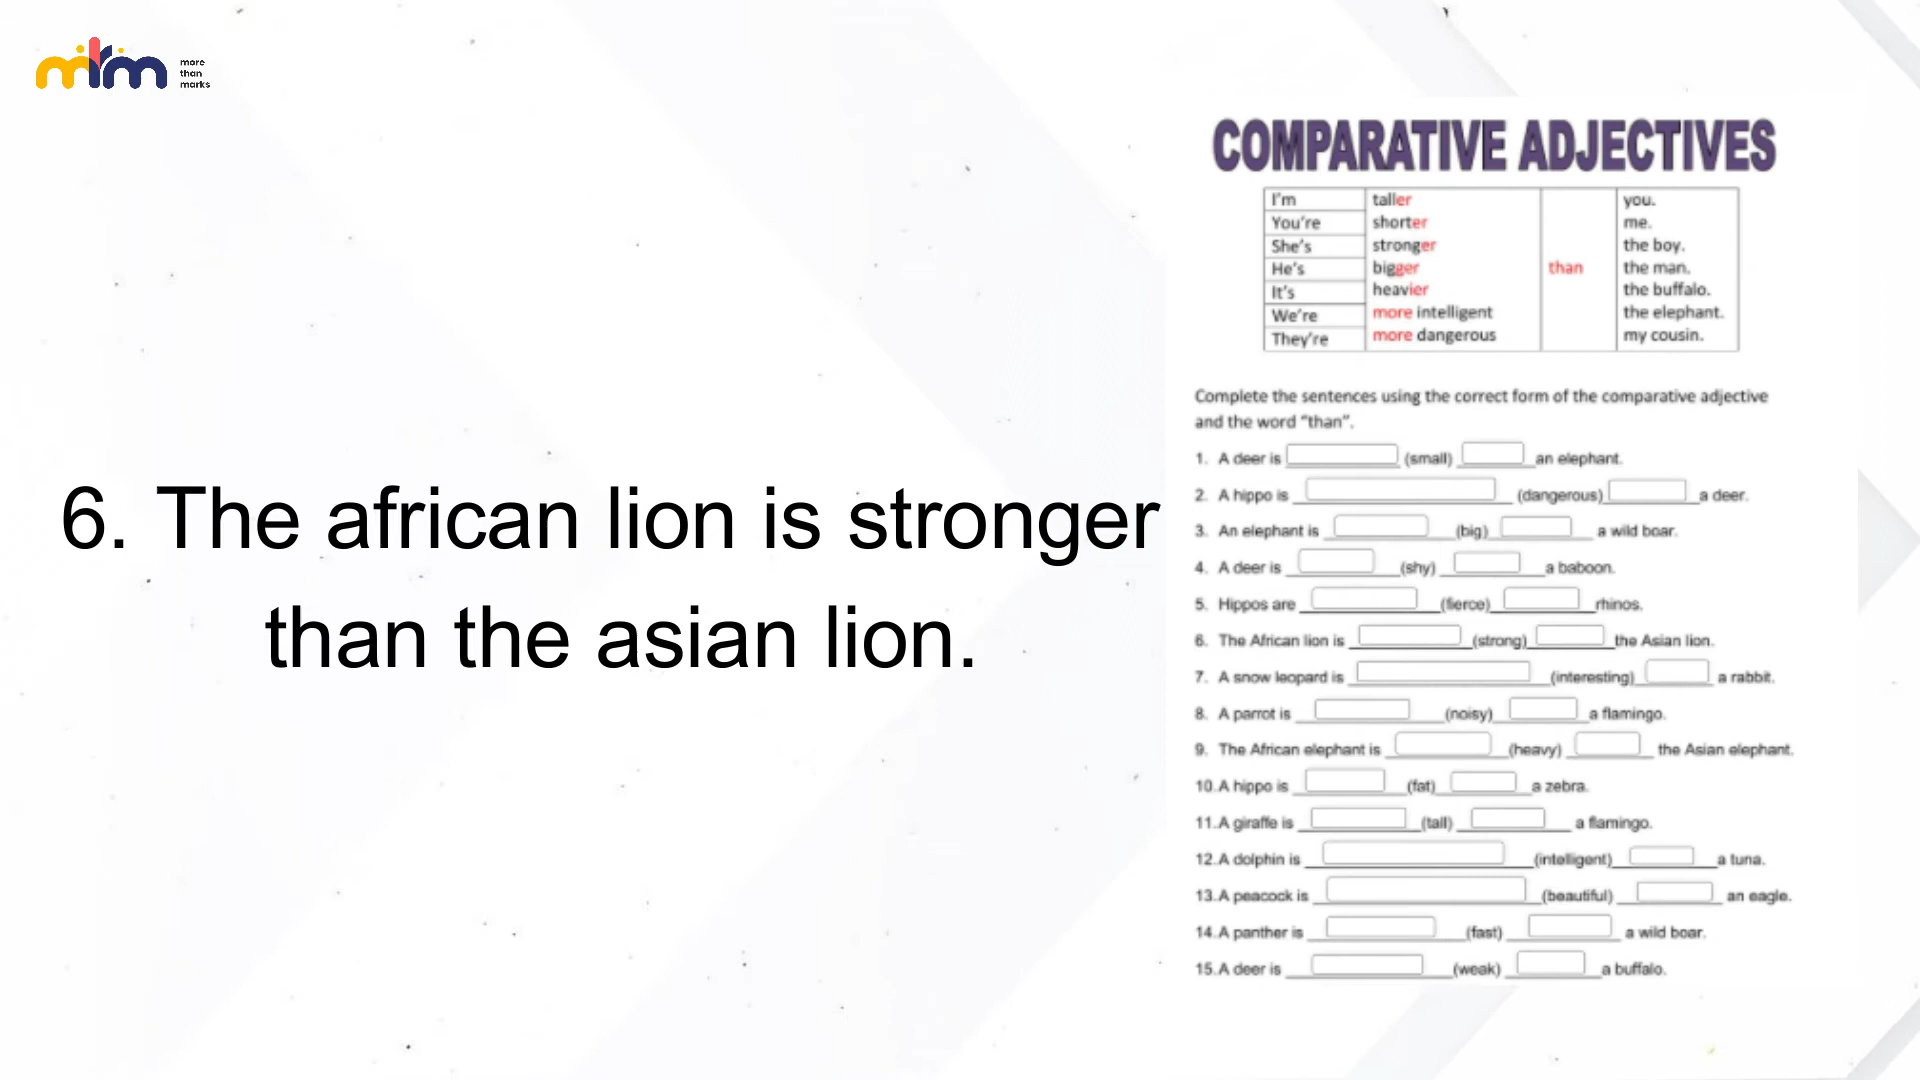 mtm
more
than
marks
6. The african lion is stronger
than the asian lion.
COMPARATIVE ADJECTIVES
I'm taller you.
You're shorter me.
She's stronger the boy.
He's bigger than the man.
It's heavier the buffalo.
We're more intelligent the elephant.
They're more dangerous my cousin.
Complete the sentences using the correct form of the comparative adjective
and the word "than".
1. A deer is (small) an elephant.
2. A hippo is (dangerous) a deer.
3. An elephant is (big) a wild boar.
4. A deer is (shy) a baboon.
5. Hippos are (fierce) rhinos.
6. The African lion is (strong) the Asian lion.
7. A snow leopard is (interesting) a rabbit.
8. A parrot is (noisy) a flamingo.
9. The African elephant is (heavy) the Asian elephant.
10. A hippo is (fat) a zebra.
11. A giraffe is (tall) a flamingo.
12. A dolphin is (intelligent) a tuna.
13. A peacock is (beautiful) an eagle.
14. A panther is (fast) a wild boar.
15. A deer is (weak) a buffalo.